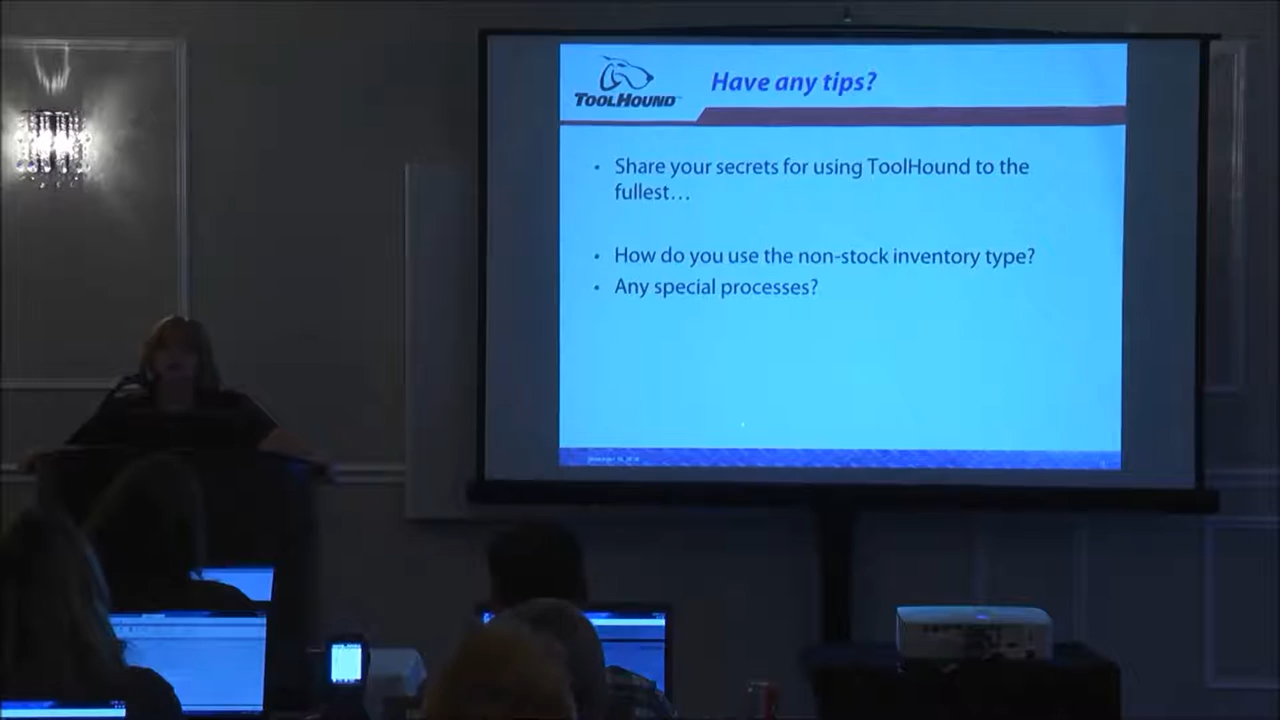 TOOLHOUND
Have any tips?
• Share your secrets for using ToolHound to the
fullest…
• How do you use the non-stock inventory type?
• Any special processes?